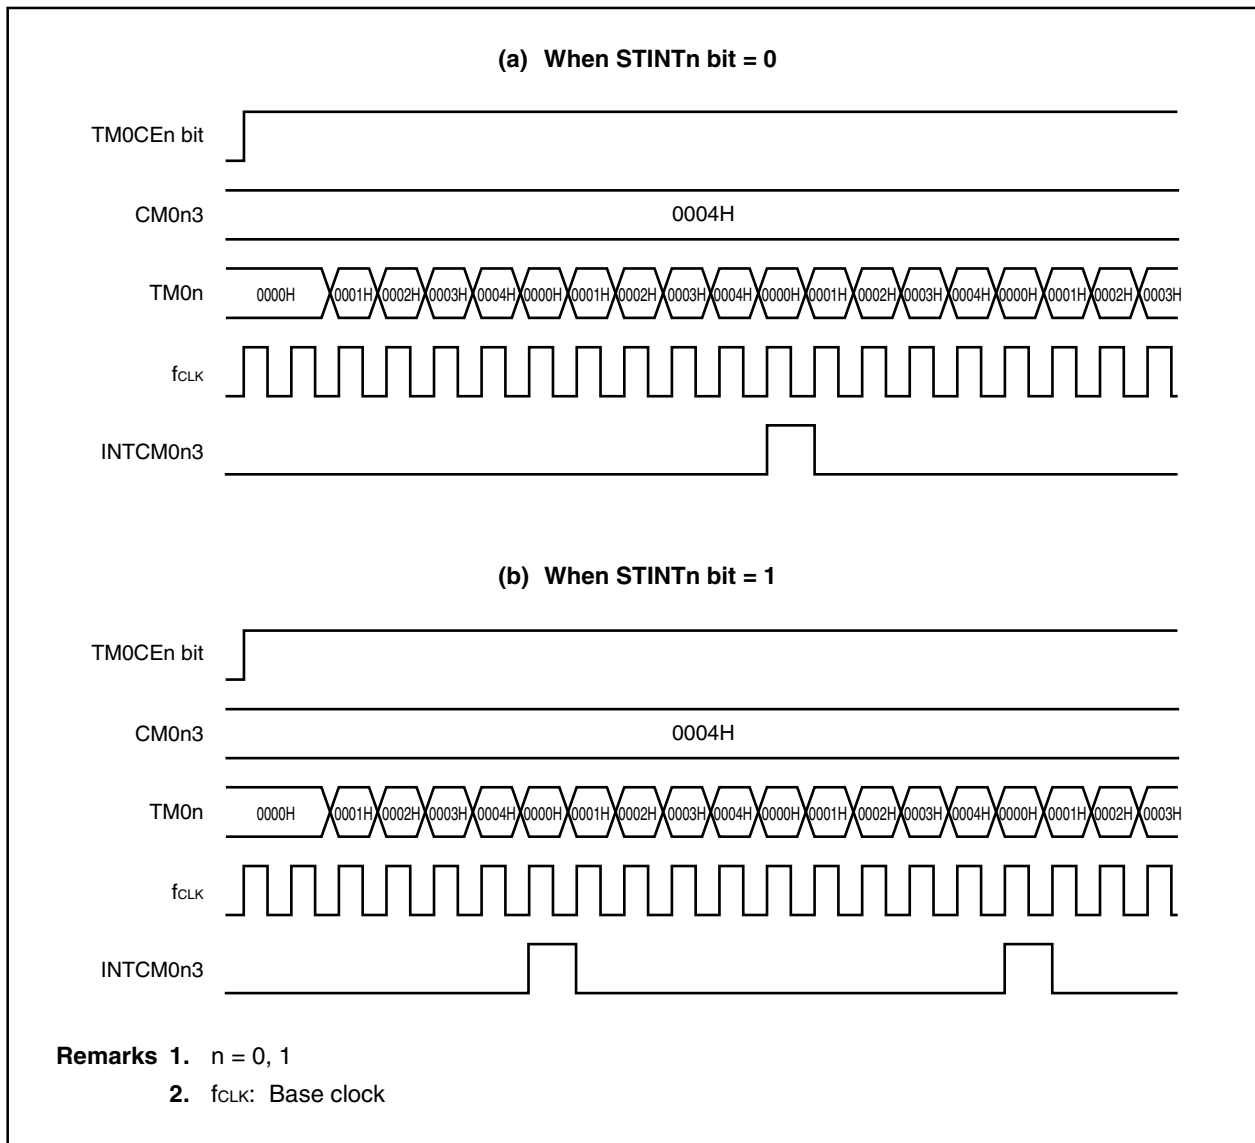 (a) When STINTn bit = 0
TM0CEn bit
CM0n3 0004H
TM0n 0000H 0001H 0002H 0003H 0004H 0000H 0001H 0002H 0003H 0004H 0000H 0001H 0002H 0003H 0004H 0000H 0001H 0002H 0003H
fCLK
INTCM0n3
(b) When STINTn bit = 1
TM0CEn bit
CM0n3 0004H
TM0n 0000H 0001H 0002H 0003H 0004H 0000H 0001H 0002H 0003H 0004H 0000H 0001H 0002H 0003H 0004H 0000H 0001H 0002H 0003H
fCLK
INTCM0n3
Remarks 1. n = 0, 1
2. fCLK: Base clock